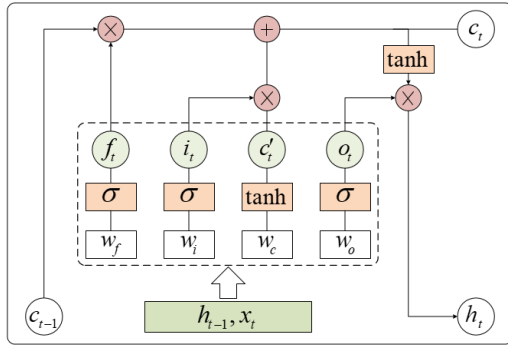 × + c_t
tanh
× ×
f_t i_t c'_t o_t
σ σ tanh σ
w_f w_i w_c w_o
c_{t-1} h_{t-1}, x_t h_t